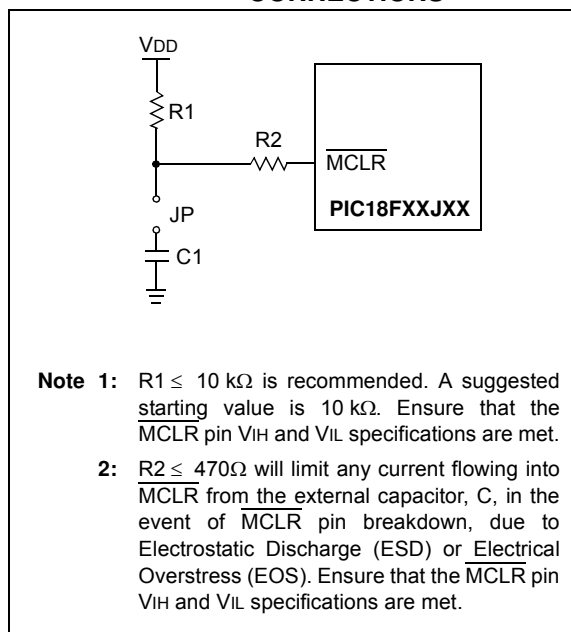 VDD
R1
R2
MCLR
PIC18FXXJXX
JP
C1
Note 1: R1 ≤ 10 kΩ is recommended. A suggested
starting value is 10 kΩ. Ensure that the
MCLR pin VIH and VIL specifications are met.
2: R2 ≤ 470Ω will limit any current flowing into
MCLR from the external capacitor, C, in the
event of MCLR pin breakdown, due to
Electrostatic Discharge (ESD) or Electrical
Overstress (EOS). Ensure that the MCLR pin
VIH and VIL specifications are met.